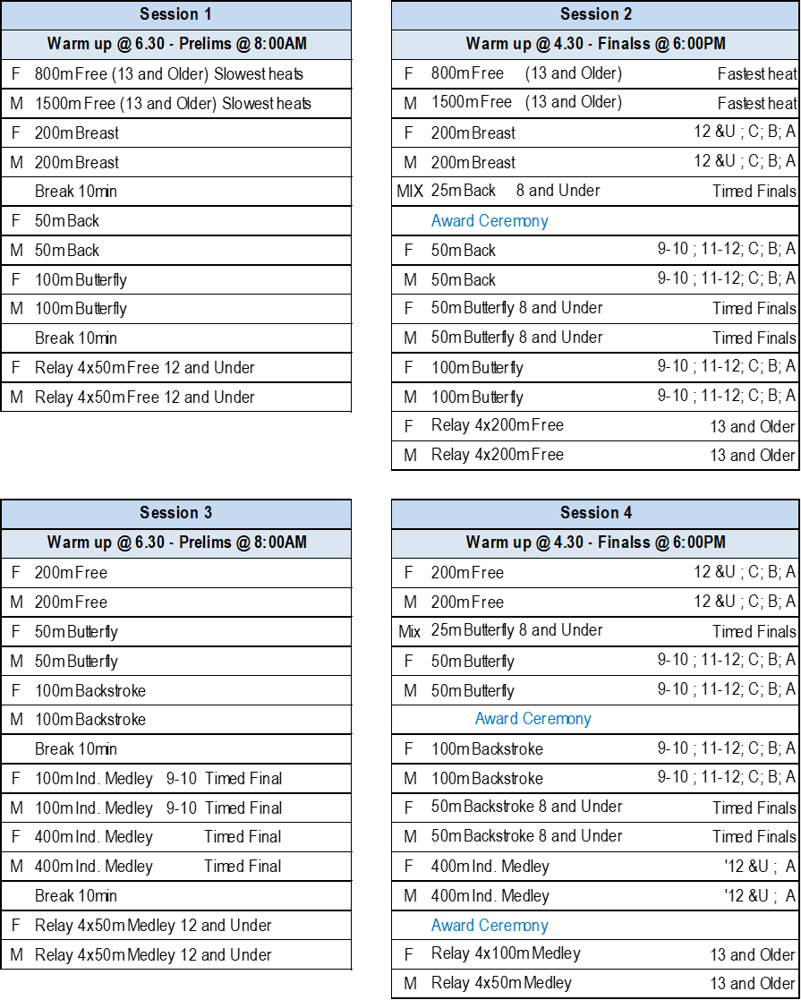 Session 1
Warm up @ 6.30 - Prelims @ 8:00AM
F 800m Free (13 and Older) Slowest heats
M 1500m Free (13 and Older) Slowest heats
F 200m Breast
M 200m Breast
Break 10min
F 50m Back
M 50m Back
F 100m Butterfly
M 100m Butterfly
Break 10min
F Relay 4x50m Free 12 and Under
M Relay 4x50m Free 12 and Under
Session 2
Warm up @ 4.30 - Finalss @ 6:00PM
F 800m Free (13 and Older) Fastest heat
M 1500m Free (13 and Older) Fastest heat
F 200m Breast 12 &U ; C; B; A
M 200m Breast 12 &U ; C; B; A
MIX 25m Back 8 and Under Timed Finals
Award Ceremony
F 50m Back 9-10 ; 11-12; C; B; A
M 50m Back 9-10 ; 11-12; C; B; A
F 50m Butterfly 8 and Under Timed Finals
M 50m Butterfly 8 and Under Timed Finals
F 100m Butterfly 9-10 ; 11-12; C; B; A
M 100m Butterfly 9-10 ; 11-12; C; B; A
F Relay 4x200m Free 13 and Older
M Relay 4x200m Free 13 and Older
Session 3
Warm up @ 6.30 - Prelims @ 8:00AM
F 200m Free
M 200m Free
F 50m Butterfly
M 50m Butterfly
F 100m Backstroke
M 100m Backstroke
Break 10min
F 100m Ind. Medley 9-10 Timed Final
M 100m Ind. Medley 9-10 Timed Final
F 400m Ind. Medley Timed Final
M 400m Ind. Medley Timed Final
Break 10min
F Relay 4x50m Medley 12 and Under
M Relay 4x50m Medley 12 and Under
Session 4
Warm up @ 4.30 - Finalss @ 6:00PM
F 200m Free 12 &U ; C; B; A
M 200m Free 12 &U ; C; B; A
Mix 25m Butterfly 8 and Under Timed Finals
F 50m Butterfly 9-10 ; 11-12; C; B; A
M 50m Butterfly 9-10 ; 11-12; C; B; A
Award Ceremony
F 100m Backstroke 9-10 ; 11-12; C; B; A
M 100m Backstroke 9-10 ; 11-12; C; B; A
F 50m Backstroke 8 and Under Timed Finals
M 50m Backstroke 8 and Under Timed Finals
F 400m Ind. Medley '12 &U ; A
M 400m Ind. Medley '12 &U ; A
Award Ceremony
F Relay 4x100m Medley 13 and Older
M Relay 4x50m Medley 13 and Older